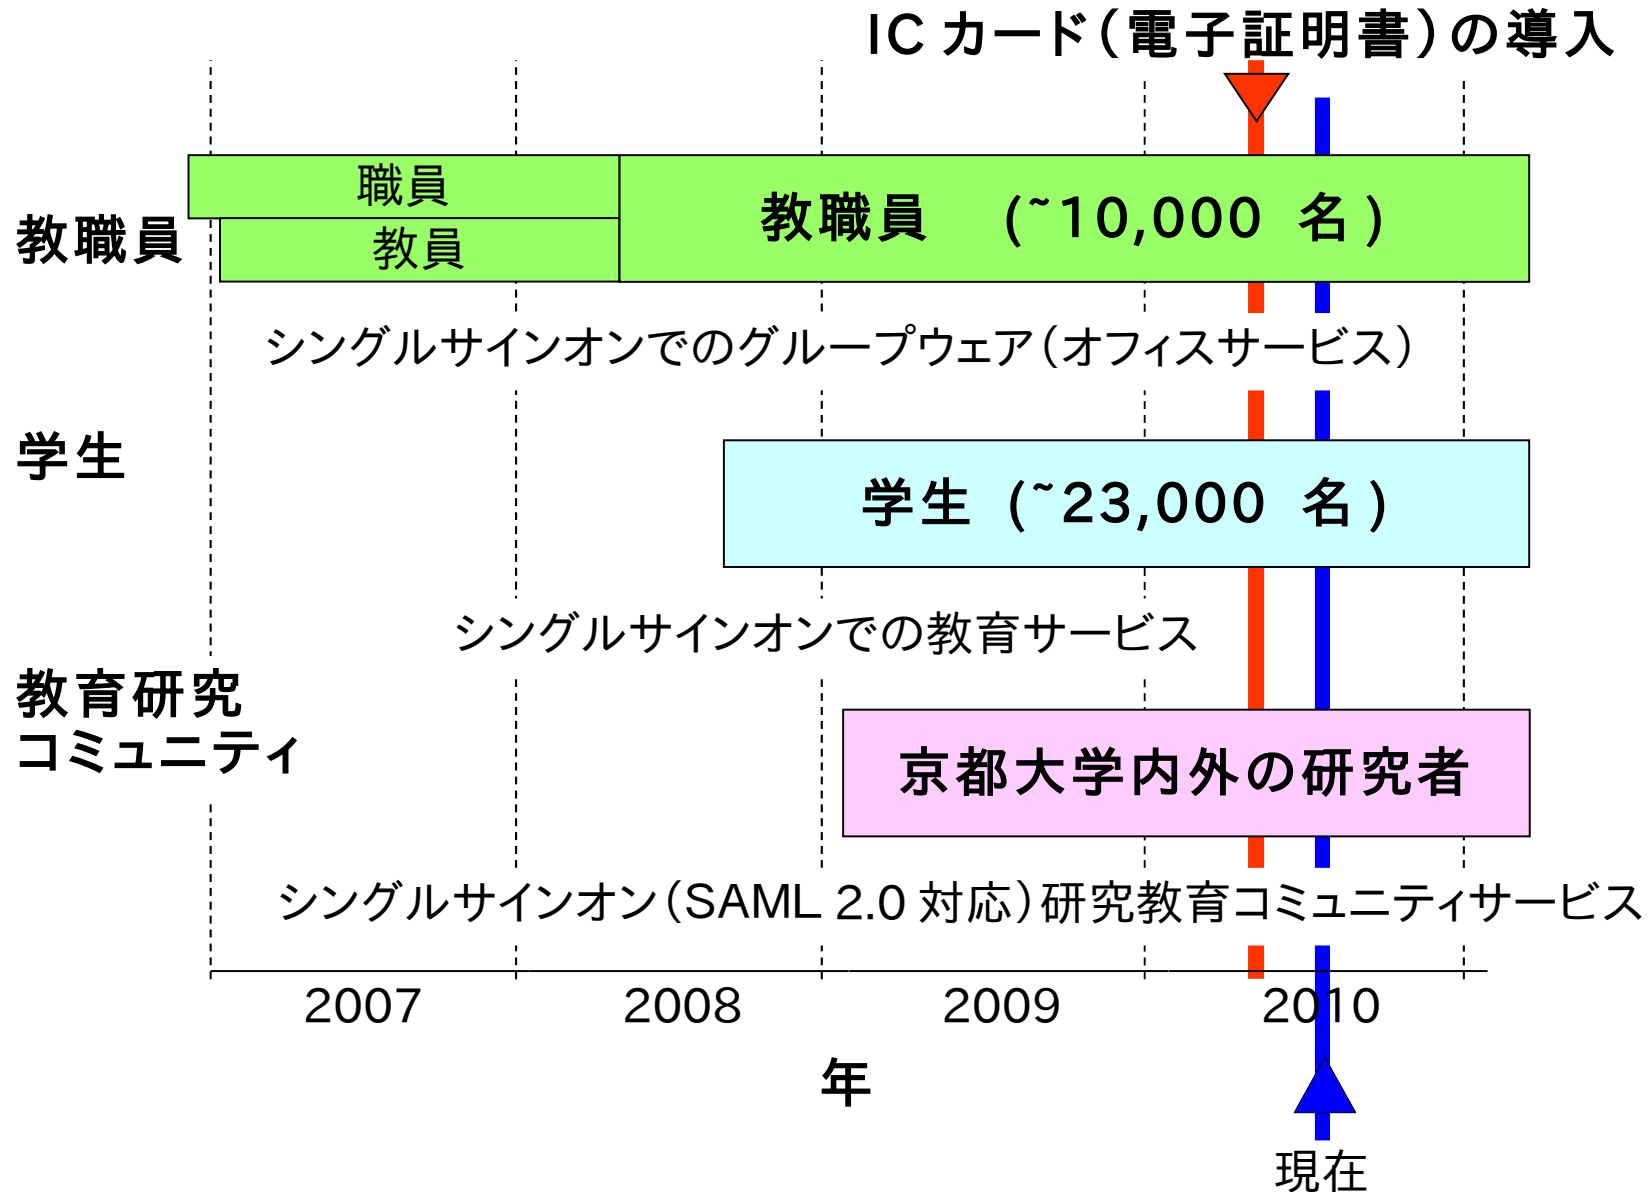 ICカード（電子証明書）の導入
職員
教員
教職員
教職員 (~10,000 名)
シングルサインオンでのグループウェア（オフィスサービス）
学生
学生 (~23,000 名)
シングルサインオンでの教育サービス
教育研究
コミュニティ
京都大学内外の研究者
シングルサインオン（SAML 2.0 対応）研究教育コミュニティサービス
2007 2008 2009 2010
年
現在